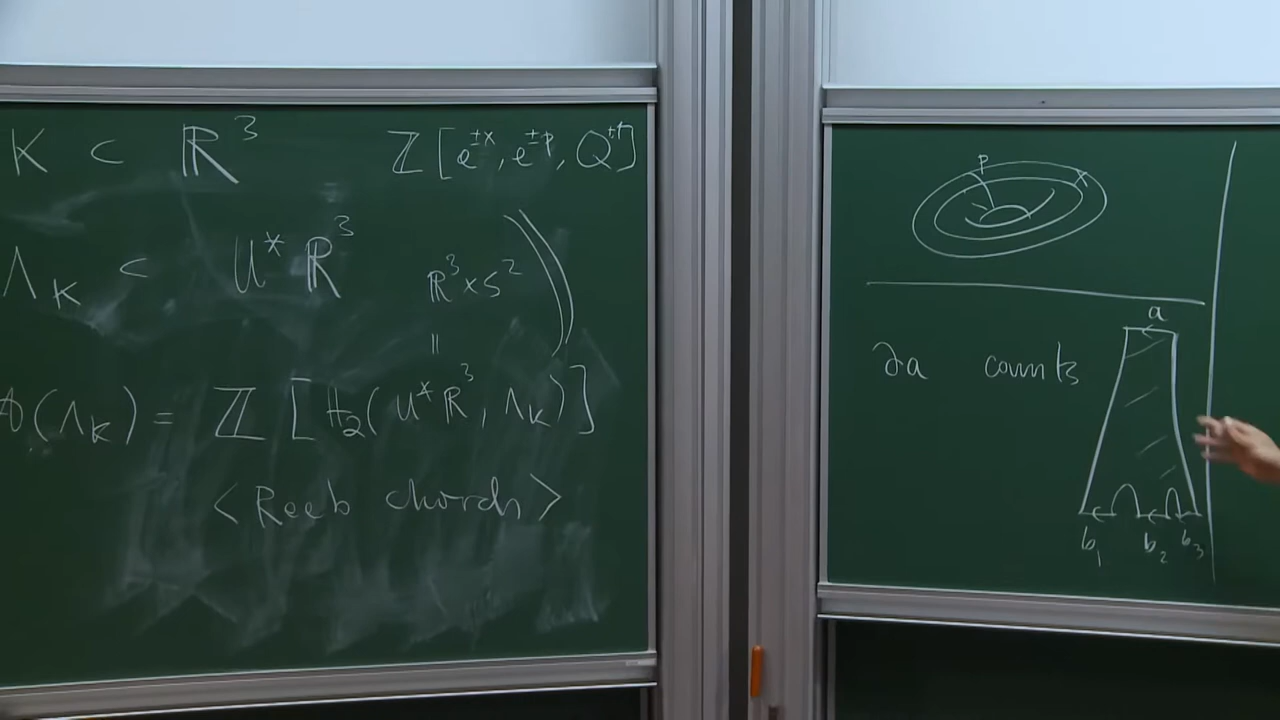 K ⊂ ℝ³ ℤ[e^{±x}, e^{±p}, Q^{±1}]
Λ_K ⊂ U*ℝ³ ℝ³×S²
=
(Λ_K) = ℤ[H₂(U*ℝ³, Λ_K)]
<Reeb chords>
p x
a
∂a counts
b₁ b₂ b₃